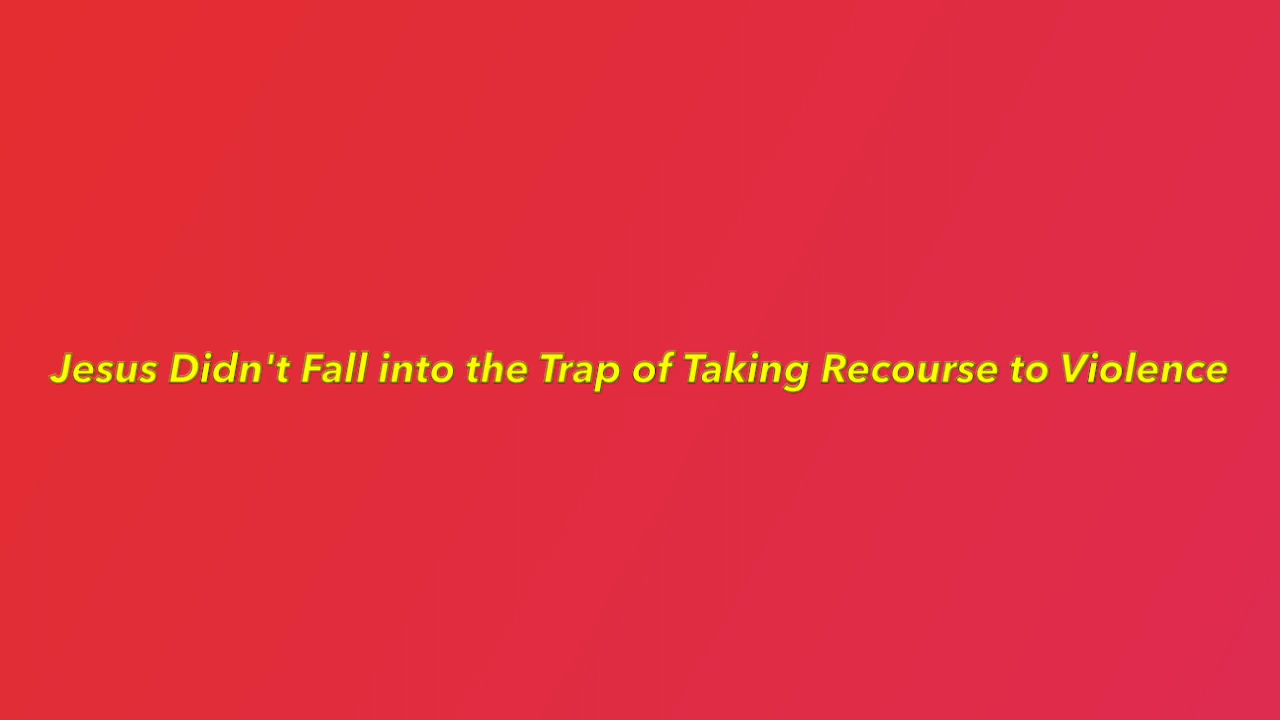 Jesus Didn't Fall into the Trap of Taking Recourse to Violence